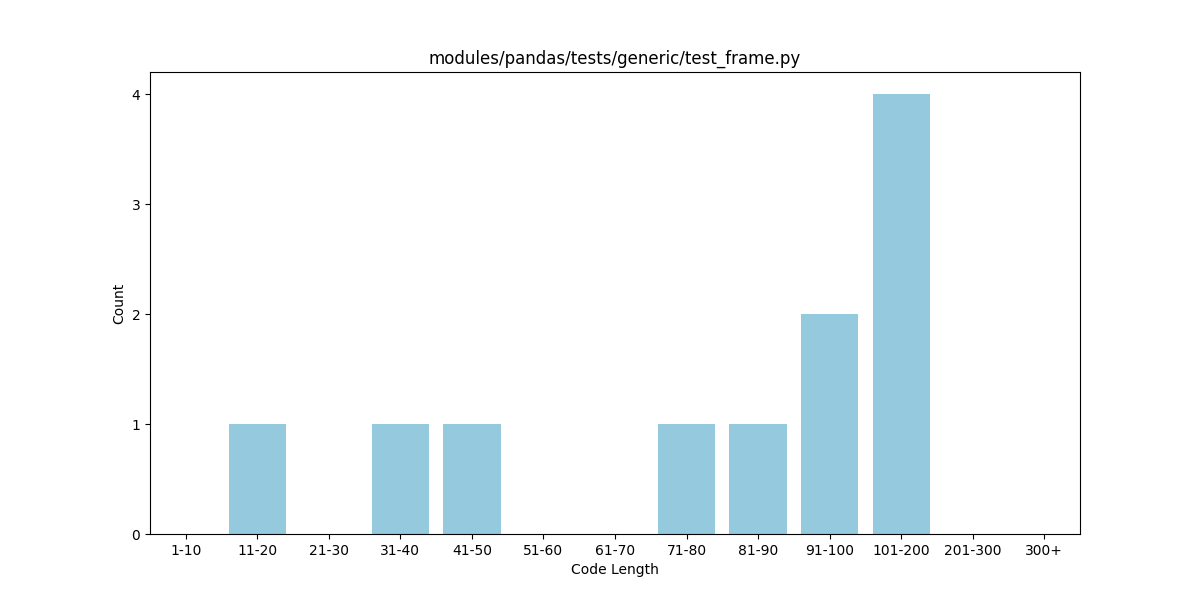 modules/pandas/tests/generic/test_frame.py
4
3
2
1
0
Count
1-10 11-20 21-30 31-40 41-50 51-60 61-70 71-80 81-90 91-100 101-200 201-300 300+
Code Length